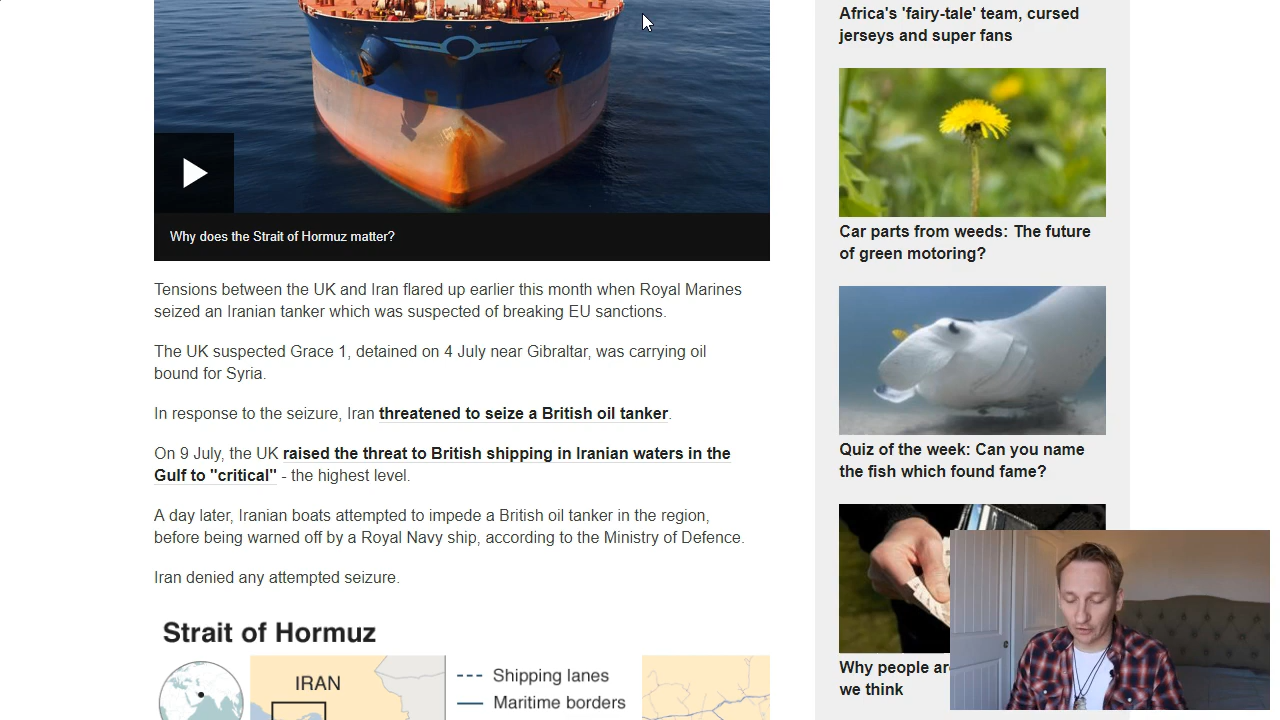 Africa's 'fairy-tale' team, cursed
jerseys and super fans
Why does the Strait of Hormuz matter?
Tensions between the UK and Iran flared up earlier this month when Royal Marines
seized an Iranian tanker which was suspected of breaking EU sanctions.
The UK suspected Grace 1, detained on 4 July near Gibraltar, was carrying oil
bound for Syria.
In response to the seizure, Iran threatened to seize a British oil tanker.
On 9 July, the UK raised the threat to British shipping in Iranian waters in the
Gulf to "critical" - the highest level.
A day later, Iranian boats attempted to impede a British oil tanker in the region,
before being warned off by a Royal Navy ship, according to the Ministry of Defence.
Iran denied any attempted seizure.
Strait of Hormuz
IRAN
Shipping lanes
Maritime borders
Car parts from weeds: The future
of green motoring?
Quiz of the week: Can you name
the fish which found fame?
Why people
we think